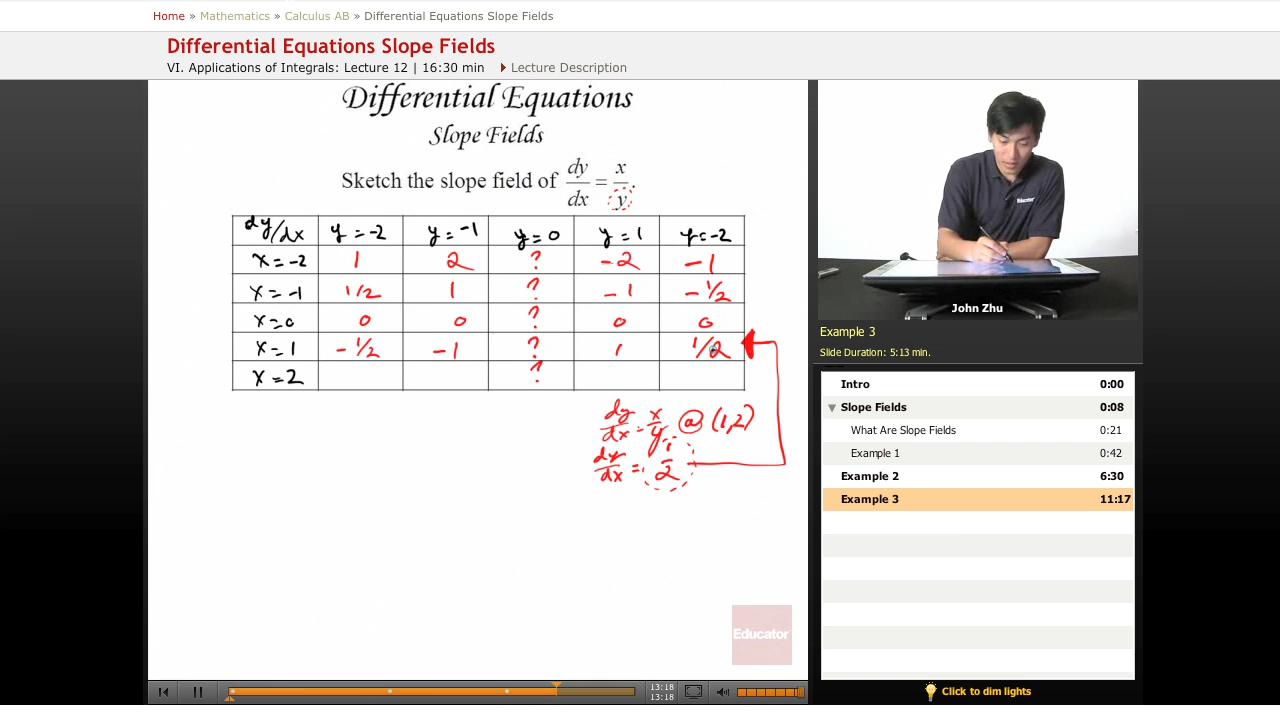 Home » Mathematics » Calculus AB » Differential Equations Slope Fields
Differential Equations Slope Fields
VI. Applications of Integrals: Lecture 12 | 16:30 min Lecture Description
Differential Equations
Slope Fields
Sketch the slope field of dy/dx = x/y.
dy/dx y = -2 y = -1 y = 0 y = 1 y = -2
x = -2 1 2 ? -2 -1
x = -1 1/2 1 ? -1 -1/2
x = 0 0 0 ? 0 0
x = 1 -1/2 -1 ? 1 1/2
x = 2 ?
dy/dx = x/y @ (1,2)
dy/dx = 1/2
Educator
Educator
John Zhu
Example 3
Slide Duration: 5:13 min.
Intro 0:00
Slope Fields 0:08
What Are Slope Fields 0:21
Example 1 0:42
Example 2 6:30
Example 3 11:17
13:18
13:18
Click to dim lights